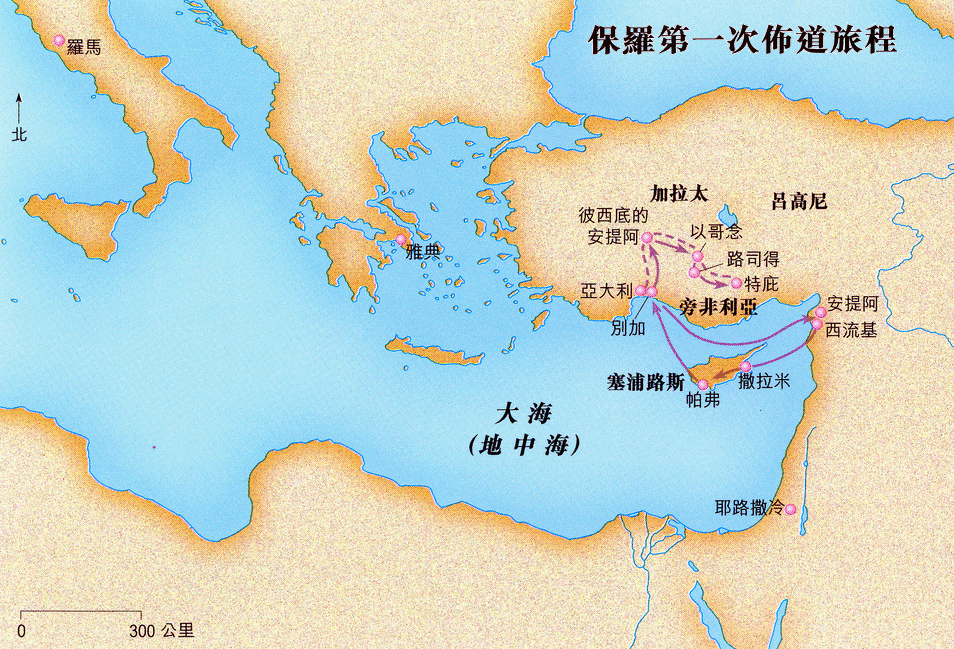 保羅第一次佈道旅程
羅馬
北
加拉太
呂高尼
彼西底的
安提阿
以哥念
雅典
路司得
特庇
亞大利
旁非利亞
安提阿
別加
西流基
塞浦路斯
撒拉米
帕弗
大海
(地中海)
耶路撒冷
0
300 公里